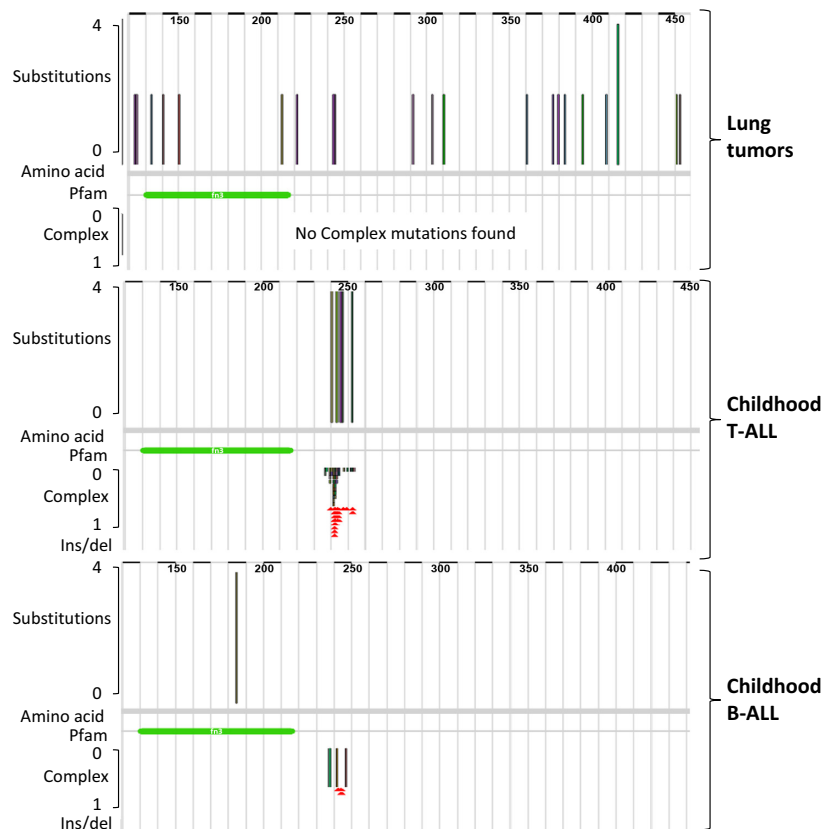 150 200 250 300 350 400 450
4
Substitutions
0
Lung tumors
Amino acid
Pfam
fn3
0
Complex
No Complex mutations found
1
150 200 250 300 350 400 450
4
Substitutions
0
Childhood T-ALL
Amino acid
Pfam
fn3
0
Complex
1
Ins/del
150 200 250 300 350 400
4
Substitutions
0
Childhood B-ALL
Amino acid
Pfam
fn3
0
Complex
1
Ins/del